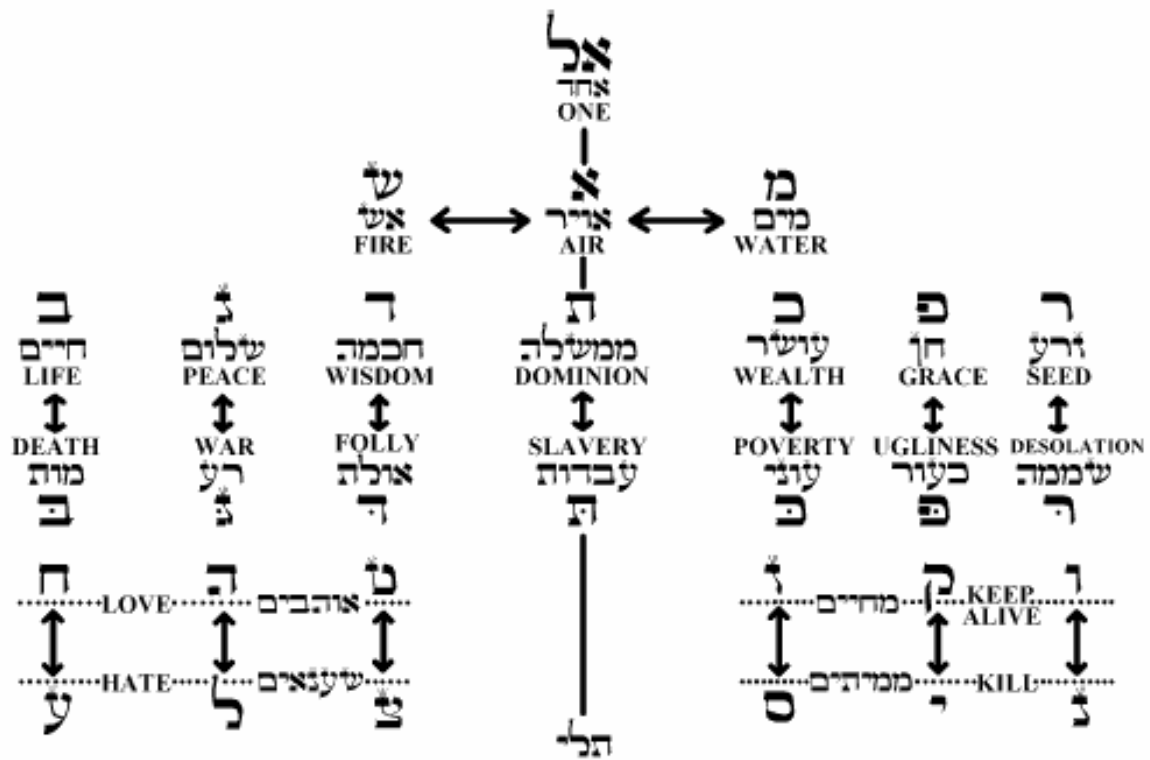 אל
אחד
ONE
ש א מ
אש אויר מים
FIRE AIR WATER
ב ג ד ת כ פ ר
חיים שלום חכמה ממשלה עושר חן זרע
LIFE PEACE WISDOM DOMINION WEALTH GRACE SEED
DEATH WAR FOLLY SLAVERY POVERTY UGLINESS DESOLATION
מות רע אולת עבדות עוני כעור שממה
בּ גּ דּ תּ כּ פּ רּ
ח ה ט ז ק ו
LOVE אוהבים מחיים KEEP
ALIVE
HATE שענאים ממיתים KILL
ע ל צ ס י נ
תלי